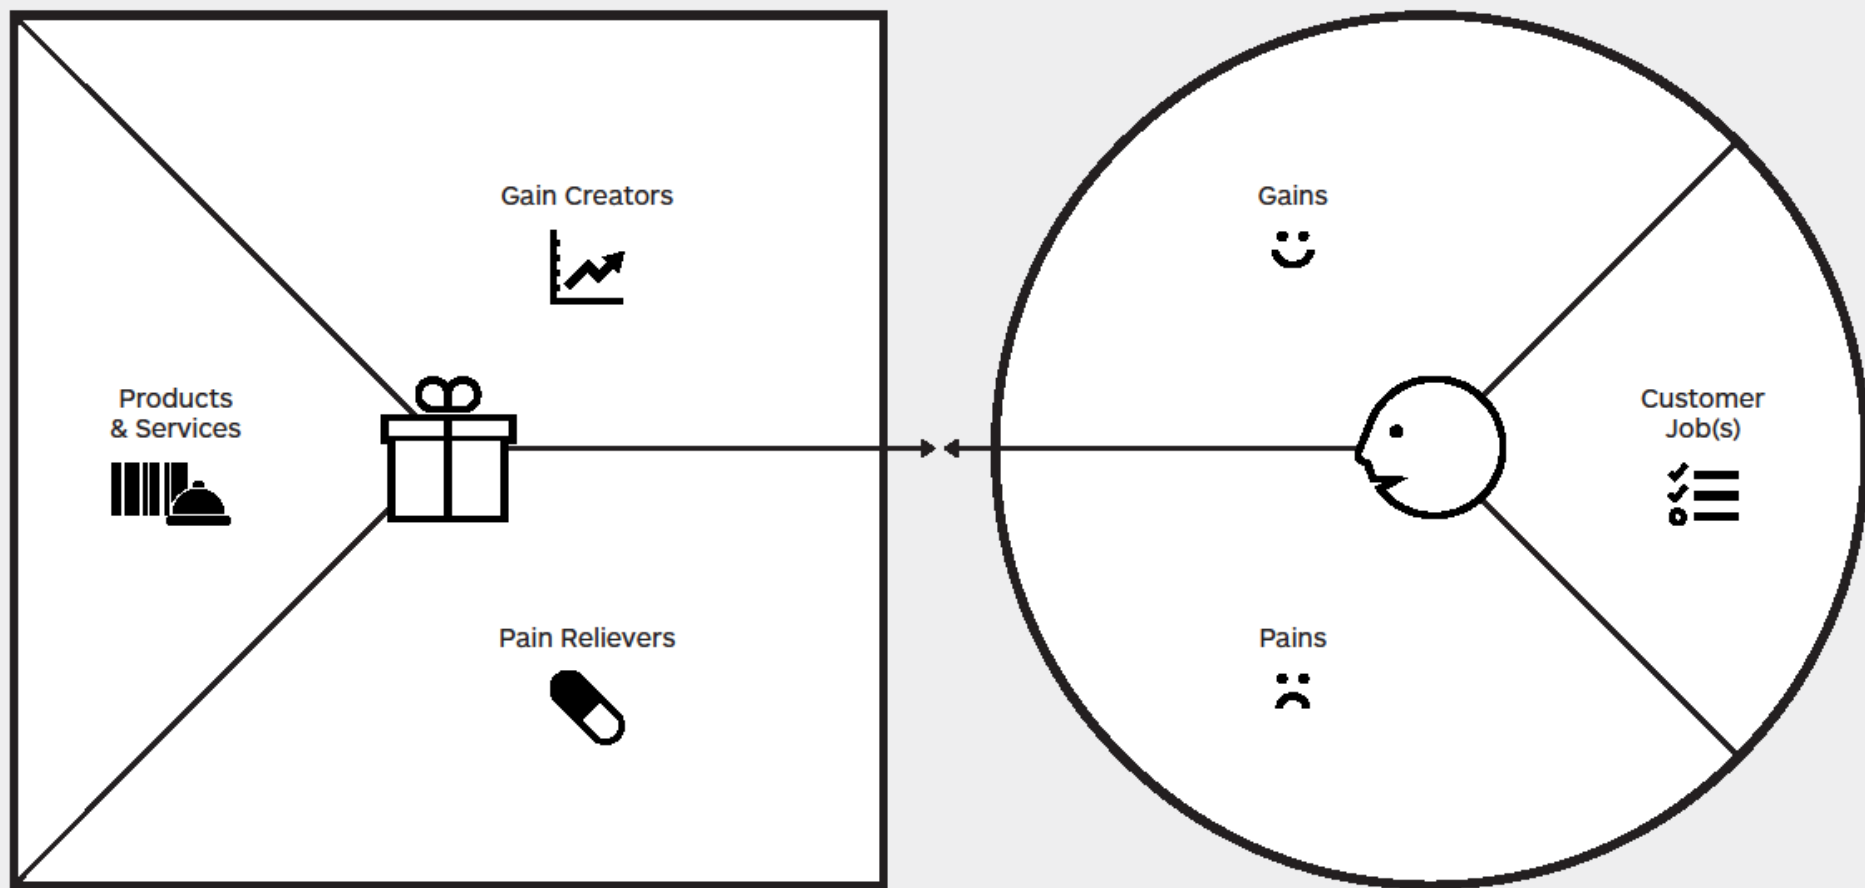 Gain Creators
Products
& Services
Pain Relievers
Gains
Customer
Job(s)
Pains